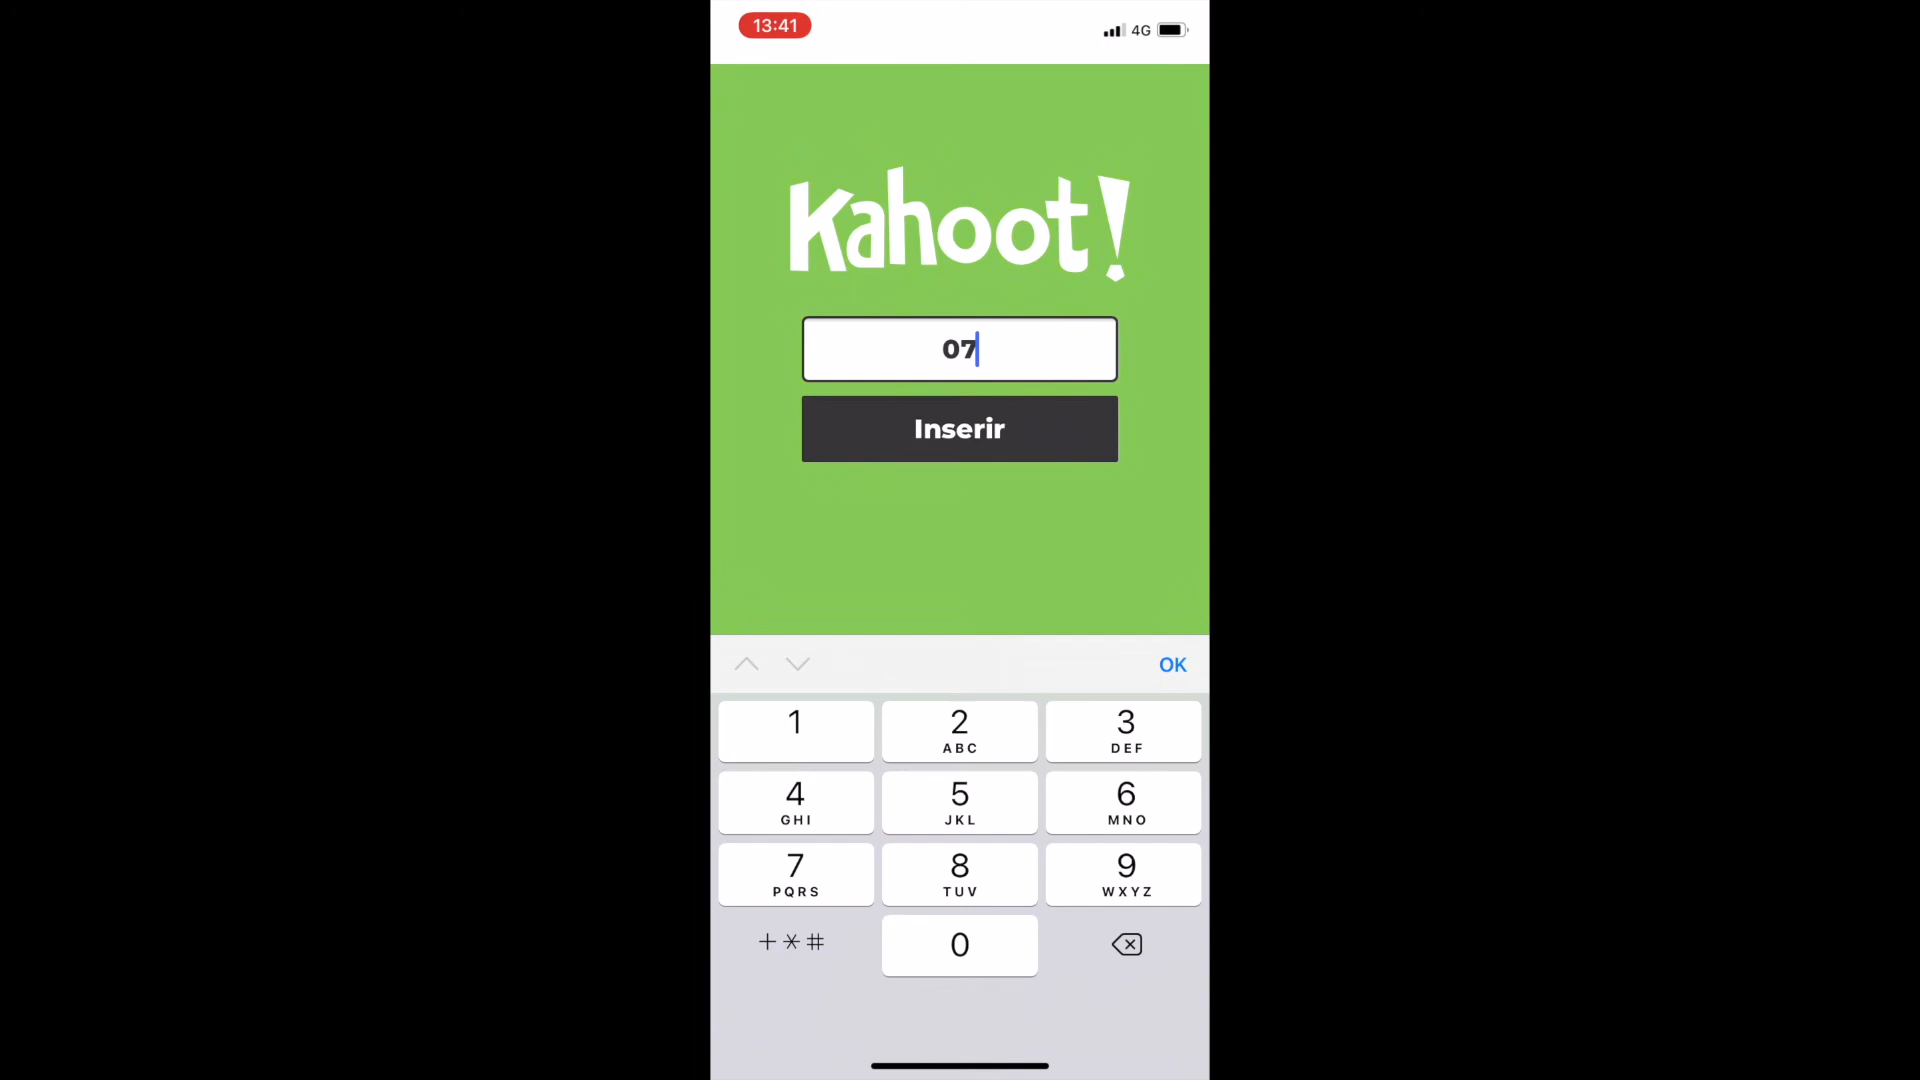 13:41
4G
Kahoot!
07
Inserir
OK
1
2
ABC
3
DEF
4
GHI
5
JKL
6
MNO
7
PQRS
8
TUV
9
WXYZ
+*#
0